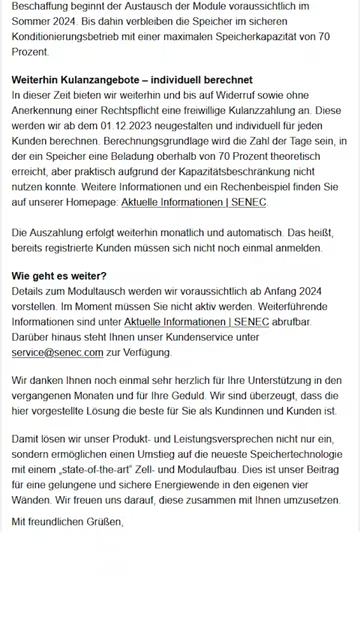 Beschaffung beginnt der Austausch der Module voraussichtlich im
Sommer 2024. Bis dahin verbleiben die Speicher im sicheren
Konditionierungsbetrieb mit einer maximalen Speicherkapazität von 70
Prozent.
Weiterhin Kulanzangebote – individuell berechnet
In dieser Zeit bieten wir weiterhin und bis auf Widerruf sowie ohne
Anerkennung einer Rechtspflicht eine freiwillige Kulanzzahlung an. Diese
werden wir ab dem 01.12.2023 neugestalten und individuell für jeden
Kunden berechnen. Berechnungsgrundlage wird die Zahl der Tage sein, in
der ein Speicher eine Beladung oberhalb von 70 Prozent theoretisch
erreicht, aber praktisch aufgrund der Kapazitätsbeschränkung nicht
nutzen konnte. Weitere Informationen und ein Rechenbeispiel finden Sie
auf unserer Homepage: Aktuelle Informationen | SENEC.
Die Auszahlung erfolgt weiterhin monatlich und automatisch. Das heißt,
bereits registrierte Kunden müssen sich nicht noch einmal anmelden.
Wie geht es weiter?
Details zum Modultausch werden wir voraussichtlich ab Anfang 2024
vorstellen. Im Moment müssen Sie nicht aktiv werden. Weiterführende
Informationen sind unter Aktuelle Informationen | SENEC abrufbar.
Darüber hinaus steht Ihnen unser Kundenservice unter
service@senec.com zur Verfügung.
Wir danken Ihnen noch einmal sehr herzlich für Ihre Unterstützung in den
vergangenen Monaten und für Ihre Geduld. Wir sind überzeugt, dass die
hier vorgestellte Lösung die beste für Sie als Kundinnen und Kunden ist.
Damit lösen wir unser Produkt- und Leistungsversprechen nicht nur ein,
sondern ermöglichen einen Umstieg auf die neueste Speichertechnologie
mit einem „state-of-the-art“ Zell- und Modulaufbau. Dies ist unser Beitrag
für eine gelungene und sichere Energiewende in den eigenen vier
Wänden. Wir freuen uns darauf, diese zusammen mit Ihnen umzusetzen.
Mit freundlichen Grüßen,